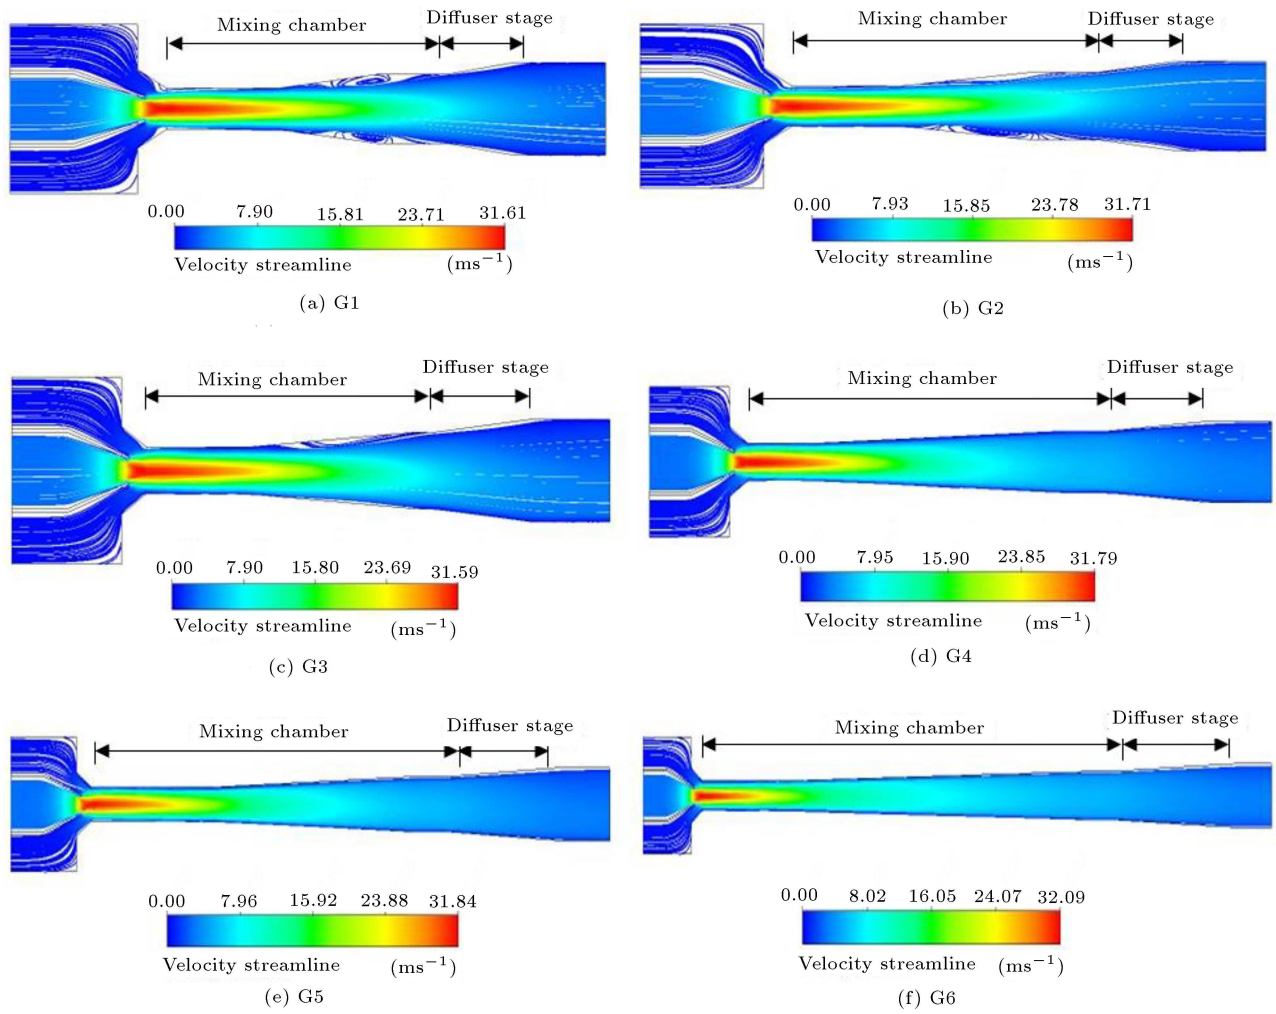 Mixing chamber
Diffuser stage
0.00 7.90 15.81 23.71 31.61
Velocity streamline (ms⁻¹)
(a) G1
Mixing chamber
Diffuser stage
0.00 7.93 15.85 23.78 31.71
Velocity streamline (ms⁻¹)
(b) G2
Mixing chamber
Diffuser stage
0.00 7.90 15.80 23.69 31.59
Velocity streamline (ms⁻¹)
(c) G3
Mixing chamber
Diffuser stage
0.00 7.95 15.90 23.85 31.79
Velocity streamline (ms⁻¹)
(d) G4
Mixing chamber
Diffuser stage
0.00 7.96 15.92 23.88 31.84
Velocity streamline (ms⁻¹)
(e) G5
Mixing chamber
Diffuser stage
0.00 8.02 16.05 24.07 32.09
Velocity streamline (ms⁻¹)
(f) G6